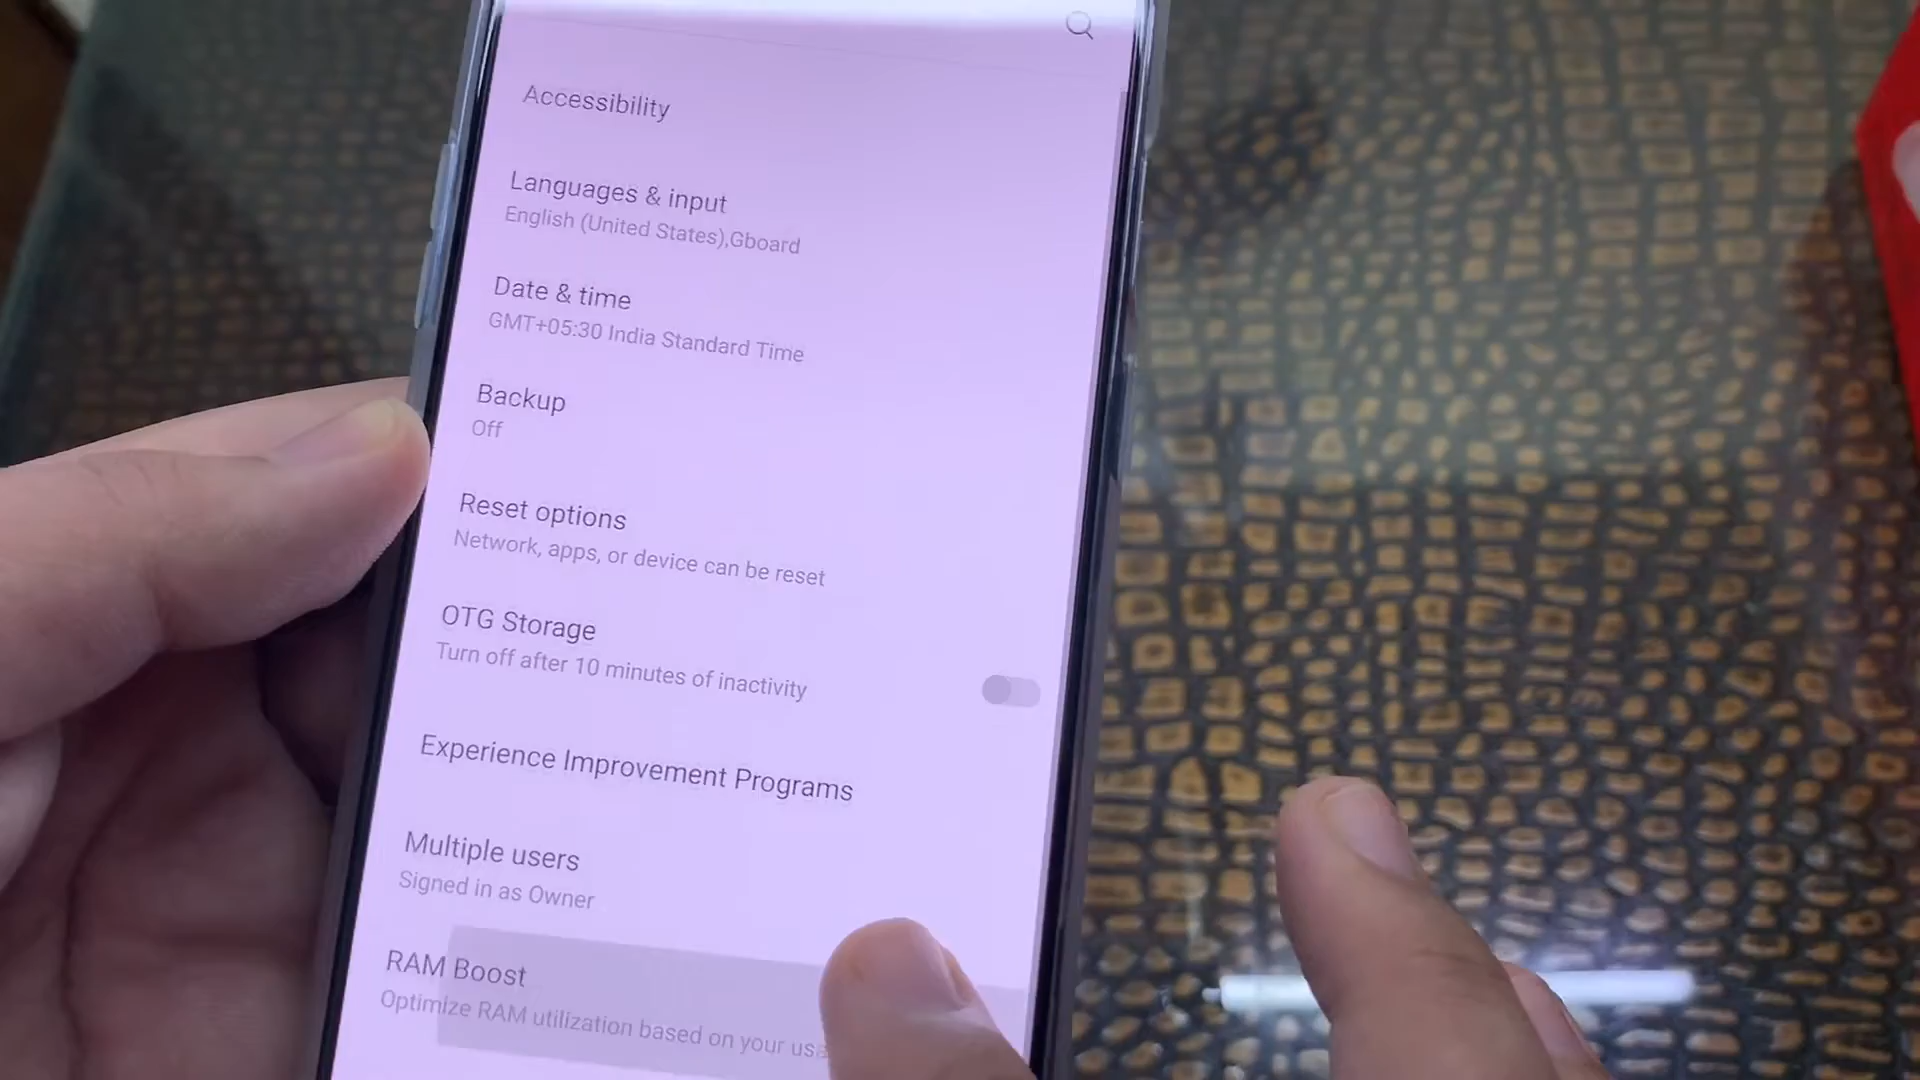 Accessibility
Languages & input
English (United States),Gboard
Date & time
GMT+05:30 India Standard Time
Backup
Off
Reset options
Network, apps, or device can be reset
OTG Storage
Turn off after 10 minutes of inactivity
Experience Improvement Programs
Multiple users
Signed in as Owner
RAM Boost
Optimize RAM utilization based on your